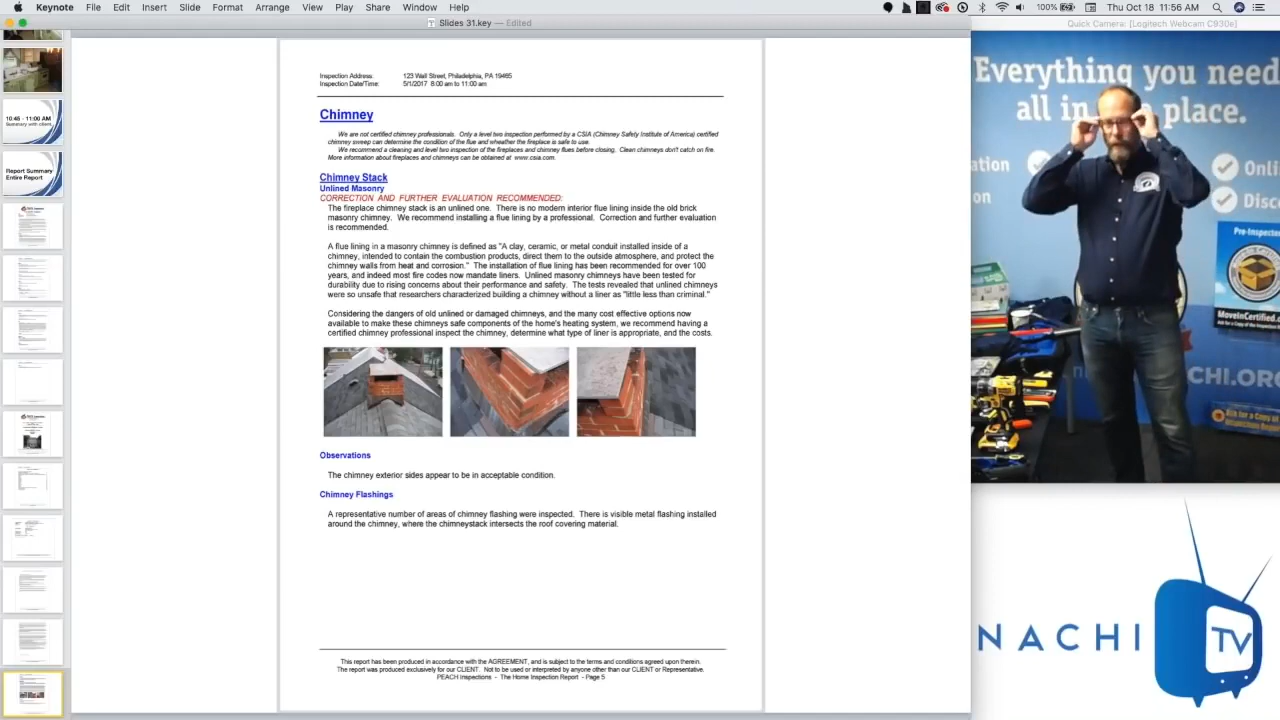 Keynote File Edit Insert Slide Format Arrange View Play Share Window Help
100% Thu Oct 18 11:56 AM
Slides 31.key — Edited
Quick Camera: [Logitech Webcam C930e]
10:45 - 11:00 AM
Summary with client
Report Summary
Entire Report
Inspection Address: 123 Wall Street, Philadelphia, PA 19465
Inspection Date/Time: 5/1/2017 8:00 am to 11:00 am
Chimney
We are not certified chimney professionals. Only a level two inspection performed by a CSIA (Chimney Safety Institute of America) certified
chimney sweep can determine the condition of the flue and wheather the fireplace is safe to use.
We recommend a cleaning and level two inspection of the fireplaces and chimney flues before closing. Clean chimneys don't catch on fire.
More information about fireplaces and chimneys can be obtained at www.csia.com.
Chimney Stack
Unlined Masonry
CORRECTION AND FURTHER EVALUATION RECOMMENDED:
The fireplace chimney stack is an unlined one. There is no modern interior flue lining inside the old brick
masonry chimney. We recommend installing a flue lining by a professional. Correction and further evaluation
is recommended.
A flue lining in a masonry chimney is defined as "A clay, ceramic, or metal conduit installed inside of a
chimney, intended to contain the combustion products, direct them to the outside atmosphere, and protect the
chimney walls from heat and corrosion." The installation of flue lining has been recommended for over 100
years, and indeed most fire codes now mandate liners. Unlined masonry chimneys have been tested for
durability due to rising concerns about their performance and safety. The tests revealed that unlined chimneys
were so unsafe that researchers characterized building a chimney without a liner as "little less than criminal."
Considering the dangers of old unlined or damaged chimneys, and the many cost effective options now
available to make these chimneys safe components of the home's heating system, we recommend having a
certified chimney professional inspect the chimney, determine what type of liner is appropriate, and the costs.
Observations
The chimney exterior sides appear to be in acceptable condition.
Chimney Flashings
A representative number of areas of chimney flashing were inspected. There is visible metal flashing installed
around the chimney, where the chimneystack intersects the roof covering material.
This report has been produced in accordance with the AGREEMENT, and is subject to the terms and conditions agreed upon therein.
The report was produced exclusively for our CLIENT. Not to be used or interpreted by anyone other than our CLIENT or Representative.
PEACH Inspections - The Home Inspection Report - Page 5
Everything you need
all in place
ation
Online
Disc
Pre-Inspec
MoveInCertified.c
Ask for a Copy of the
CHI.ORG
Ask for a Copy of
Inspection Report
NACHI TV